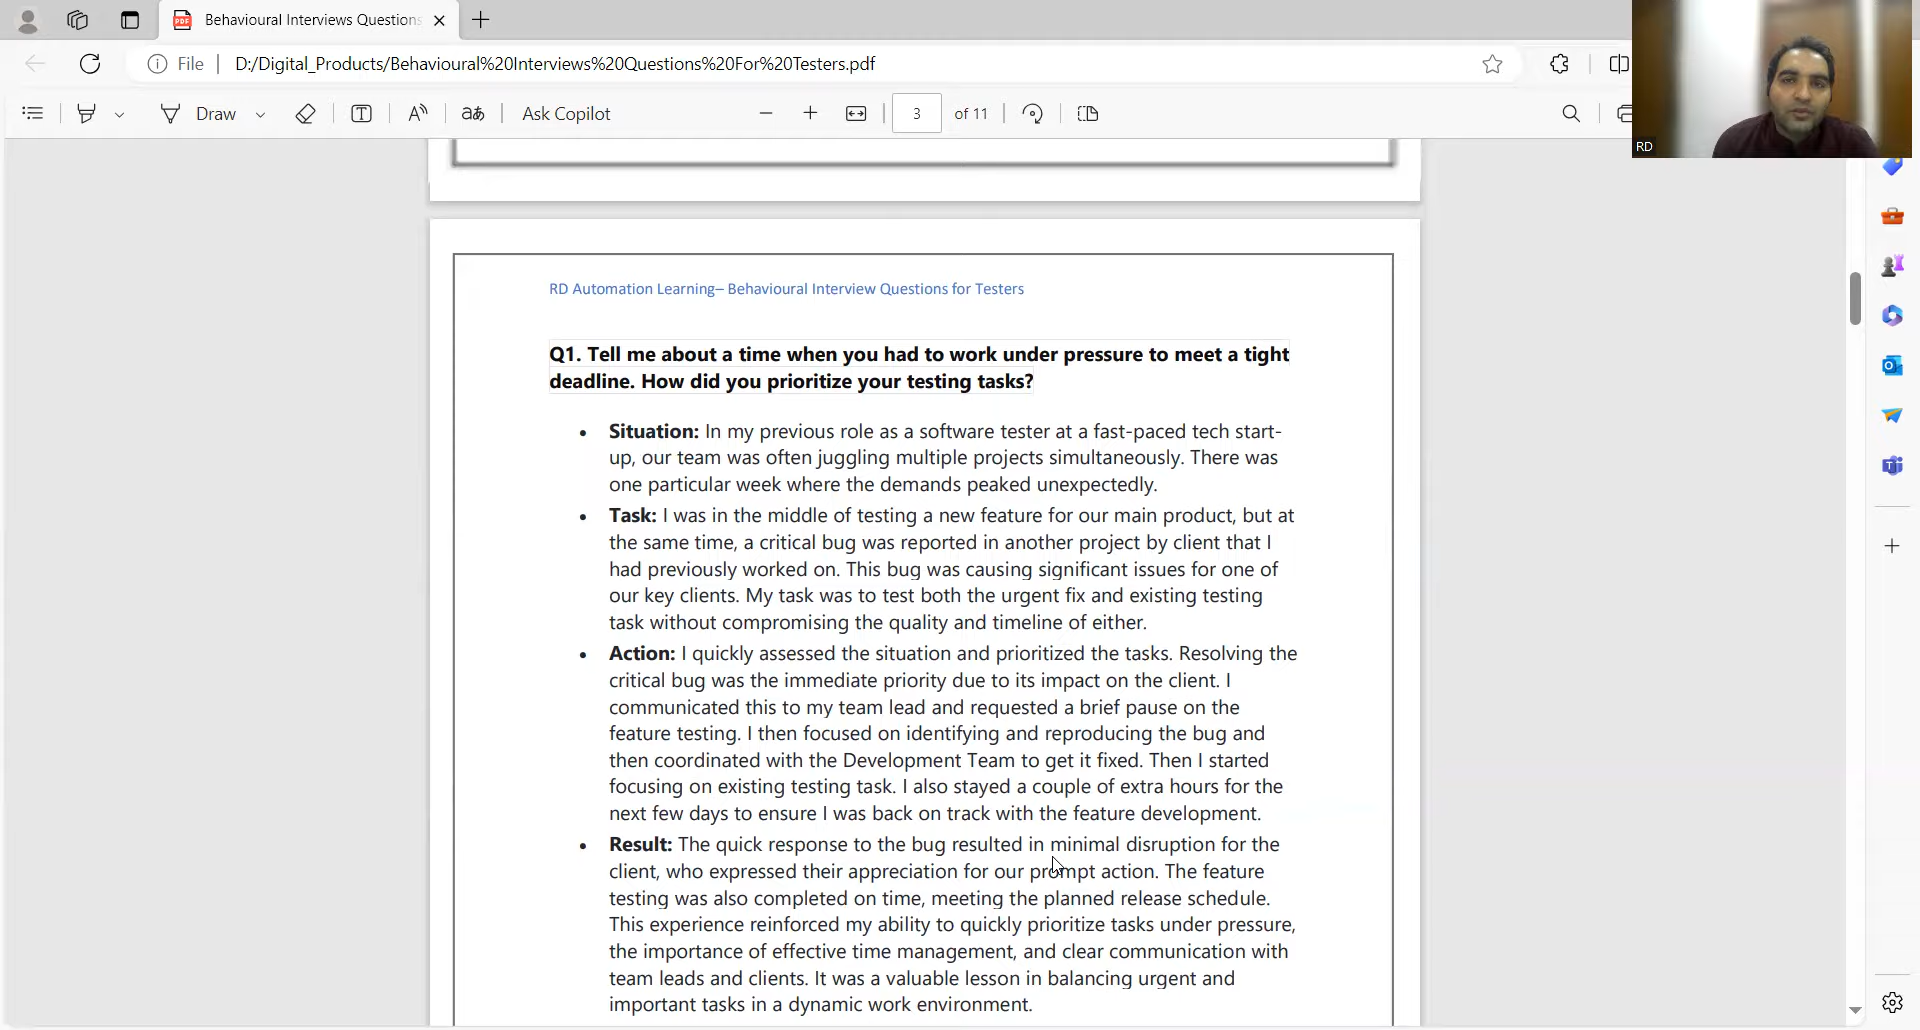 Behavioural Interviews Questions
File
D:/Digital_Products/Behavioural%20Interviews%20Questions%20For%20Testers.pdf
Draw
Ask Copilot
3 of 11
RD
RD Automation Learning– Behavioural Interview Questions for Testers
Q1. Tell me about a time when you had to work under pressure to meet a tight
deadline. How did you prioritize your testing tasks?
• Situation: In my previous role as a software tester at a fast-paced tech start-
up, our team was often juggling multiple projects simultaneously. There was
one particular week where the demands peaked unexpectedly.
• Task: I was in the middle of testing a new feature for our main product, but at
the same time, a critical bug was reported in another project by client that I
had previously worked on. This bug was causing significant issues for one of
our key clients. My task was to test both the urgent fix and existing testing
task without compromising the quality and timeline of either.
• Action: I quickly assessed the situation and prioritized the tasks. Resolving the
critical bug was the immediate priority due to its impact on the client. I
communicated this to my team lead and requested a brief pause on the
feature testing. I then focused on identifying and reproducing the bug and
then coordinated with the Development Team to get it fixed. Then I started
focusing on existing testing task. I also stayed a couple of extra hours for the
next few days to ensure I was back on track with the feature development.
• Result: The quick response to the bug resulted in minimal disruption for the
client, who expressed their appreciation for our prompt action. The feature
testing was also completed on time, meeting the planned release schedule.
This experience reinforced my ability to quickly prioritize tasks under pressure,
the importance of effective time management, and clear communication with
team leads and clients. It was a valuable lesson in balancing urgent and
important tasks in a dynamic work environment.